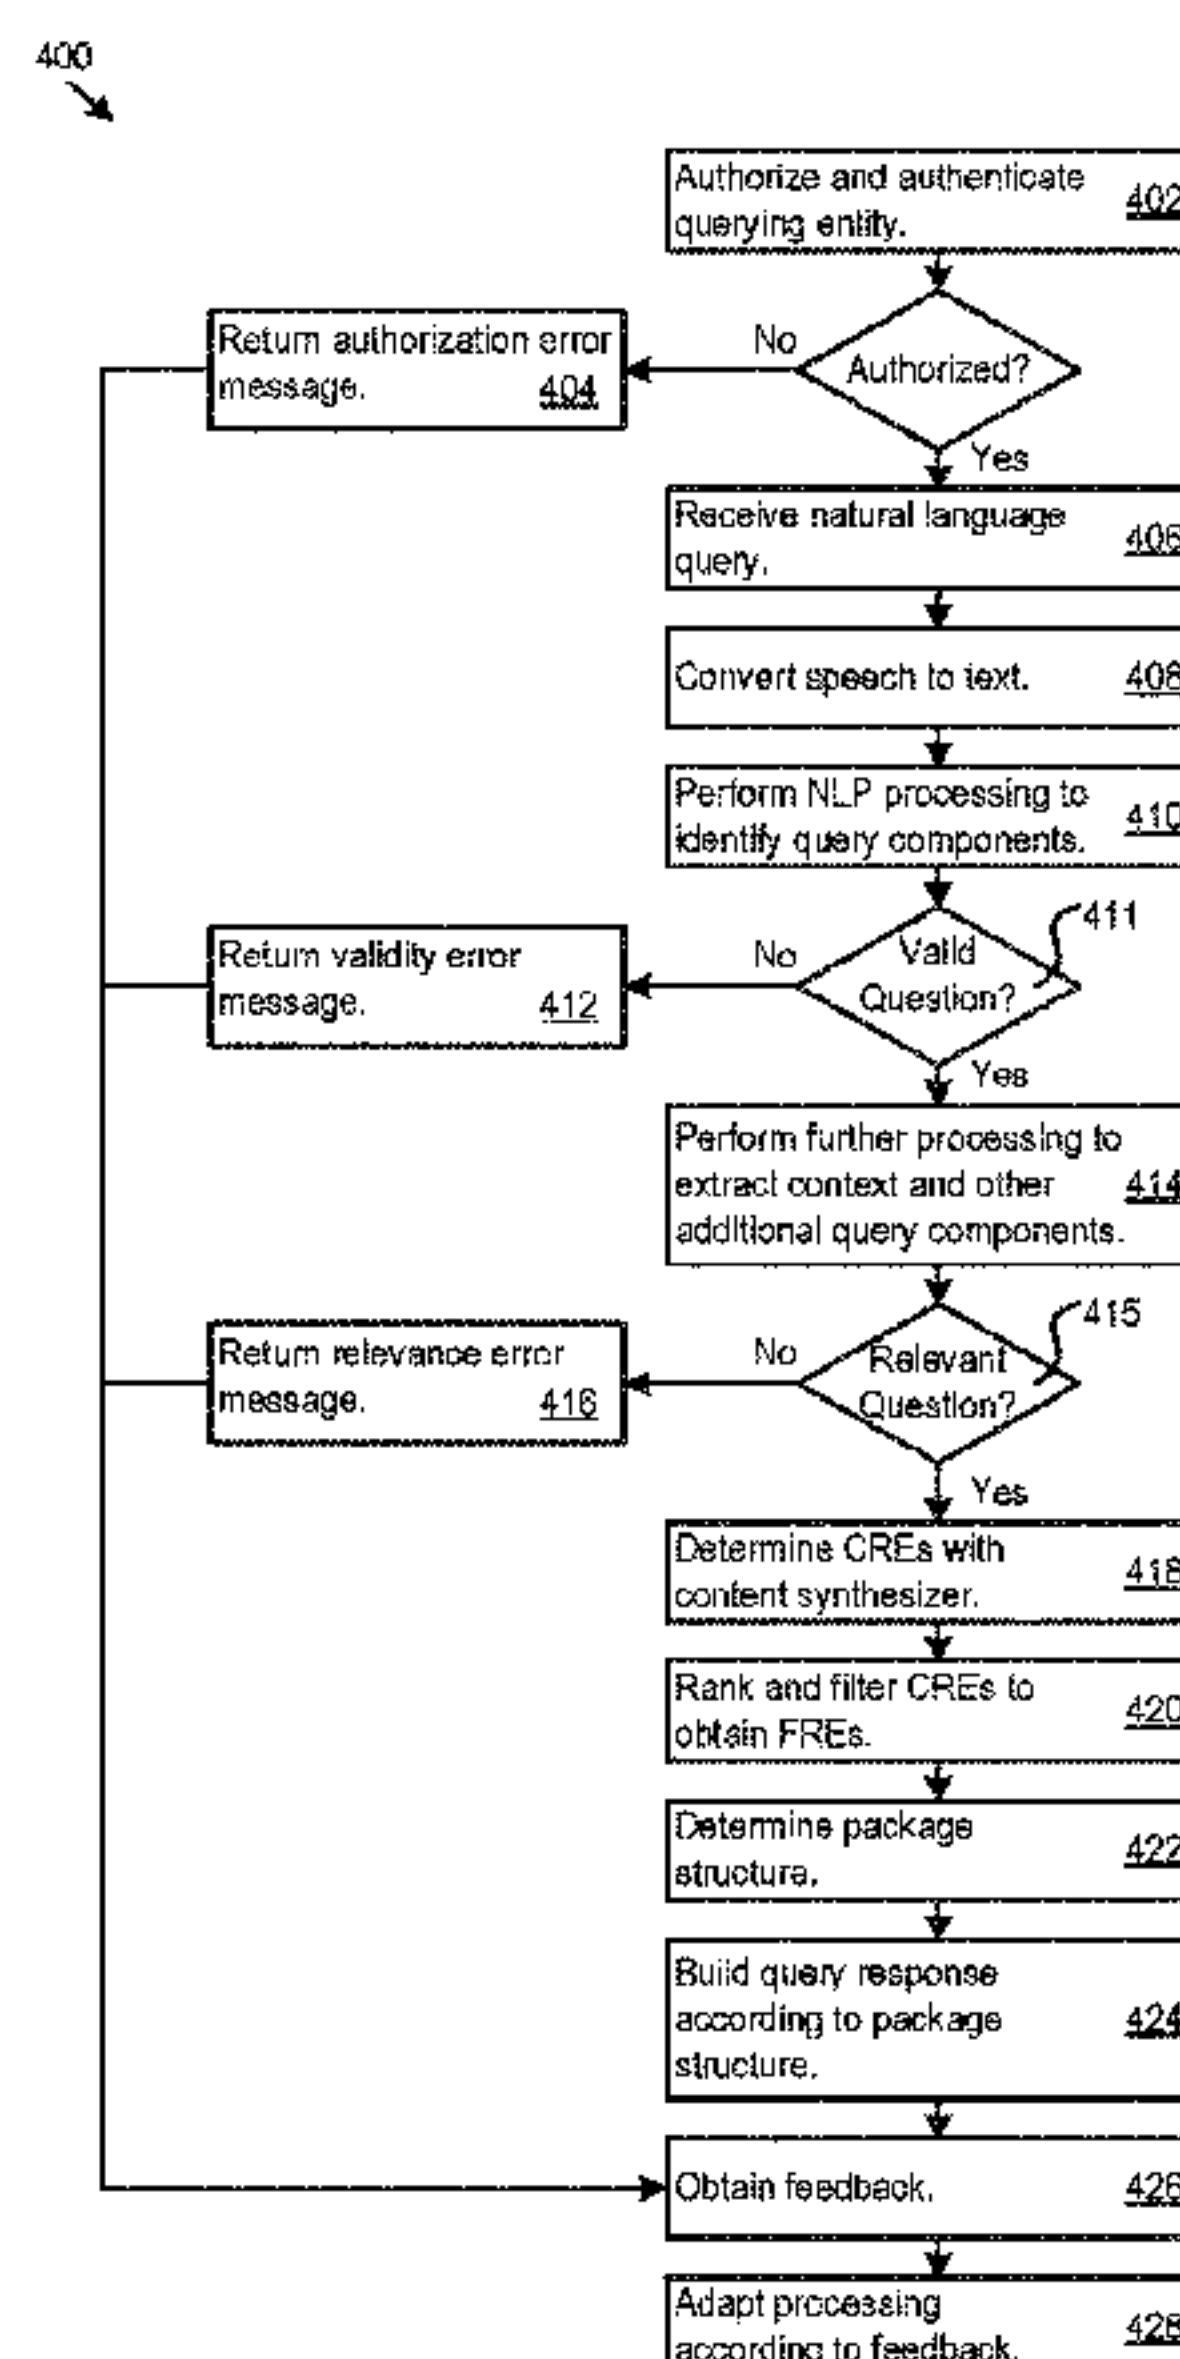 400
Authorize and authenticate
querying entity.
402
Return authorization error
message.
404
No
Authorized?
Yes
Receive natural language
query.
406
Convert speech to text.
408
Perform NLP processing to
identify query components.
410
411
Return validity error
message.
412
No
Valid
Question?
Yes
Perform further processing to
extract context and other
additional query components.
414
415
Return relevance error
message.
416
No
Relevant
Question?
Yes
Determine CREs with
content synthesizer.
418
Rank and filter CREs to
obtain FREs.
420
Determine package
structure.
422
Build query response
according to package
structure.
424
Obtain feedback.
426
Adapt processing
according to feedback.
428